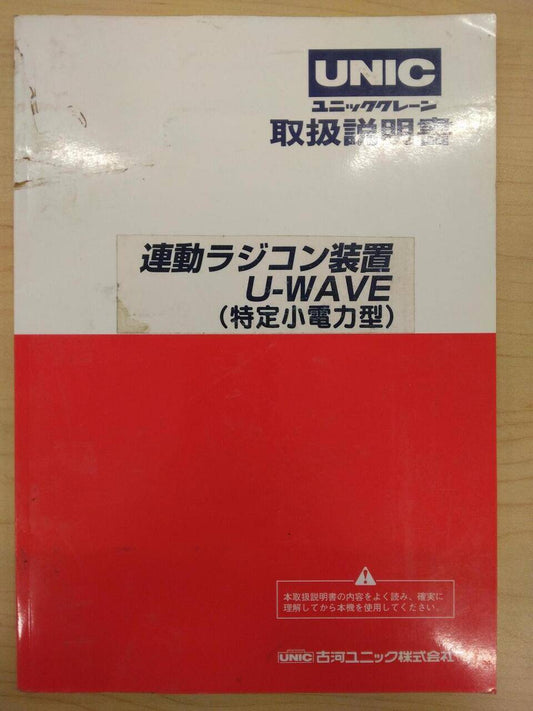 UNIC
ユニッククレーン
取扱説明書
連動ラジコン装置
U-WAVE
(特定小電力型)
本取扱説明書の内容をよく読み、確実に
理解してから本機を使用してください。
UNIC 古河ユニック株式会社